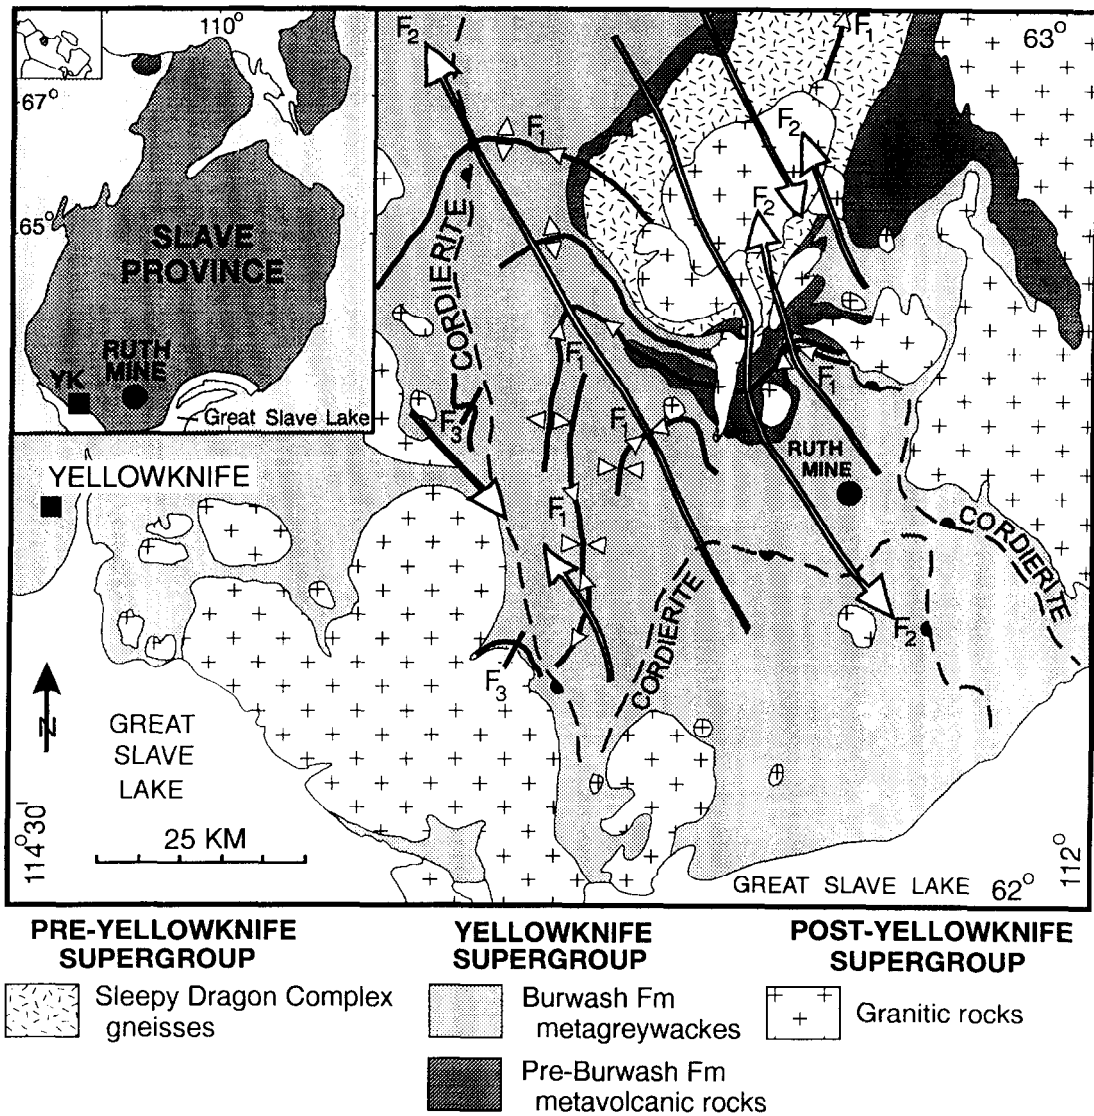 110°
67°
65°
SLAVE
PROVINCE
RUTH
MINE
YK
Great Slave Lake
F2
F1
F1
63°
F2
F2
CORDIERITE
F1
F1
F1
F3
RUTH
MINE
YELLOWKNIFE
F1
CORDIERITE
CORDIERITE
F2
F3
N
GREAT
SLAVE
LAKE
25 KM
114°30'
GREAT SLAVE LAKE
62°
112°
PRE-YELLOWKNIFE
SUPERGROUP
Sleepy Dragon Complex
gneisses
YELLOWKNIFE
SUPERGROUP
Burwash Fm
metagreywackes
Pre-Burwash Fm
metavolcanic rocks
POST-YELLOWKNIFE
SUPERGROUP
Granitic rocks